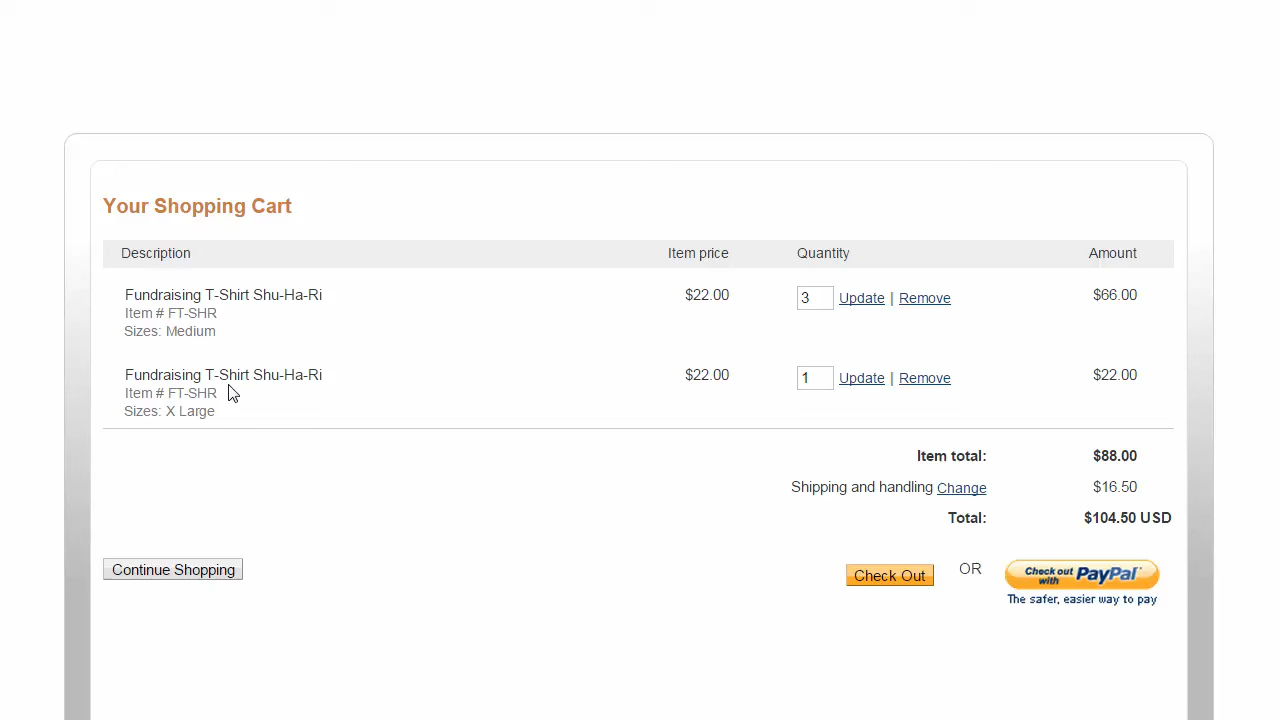 Your Shopping Cart
Description Item price Quantity Amount
Fundraising T-Shirt Shu-Ha-Ri $22.00 3 Update | Remove $66.00
Item # FT-SHR
Sizes: Medium
Fundraising T-Shirt Shu-Ha-Ri $22.00 1 Update | Remove $22.00
Item # FT-SHR
Sizes: X Large
Item total: $88.00
Shipping and handling Change $16.50
Total: $104.50 USD
Continue Shopping Check Out OR Check out with PayPal
The safer, easier way to pay